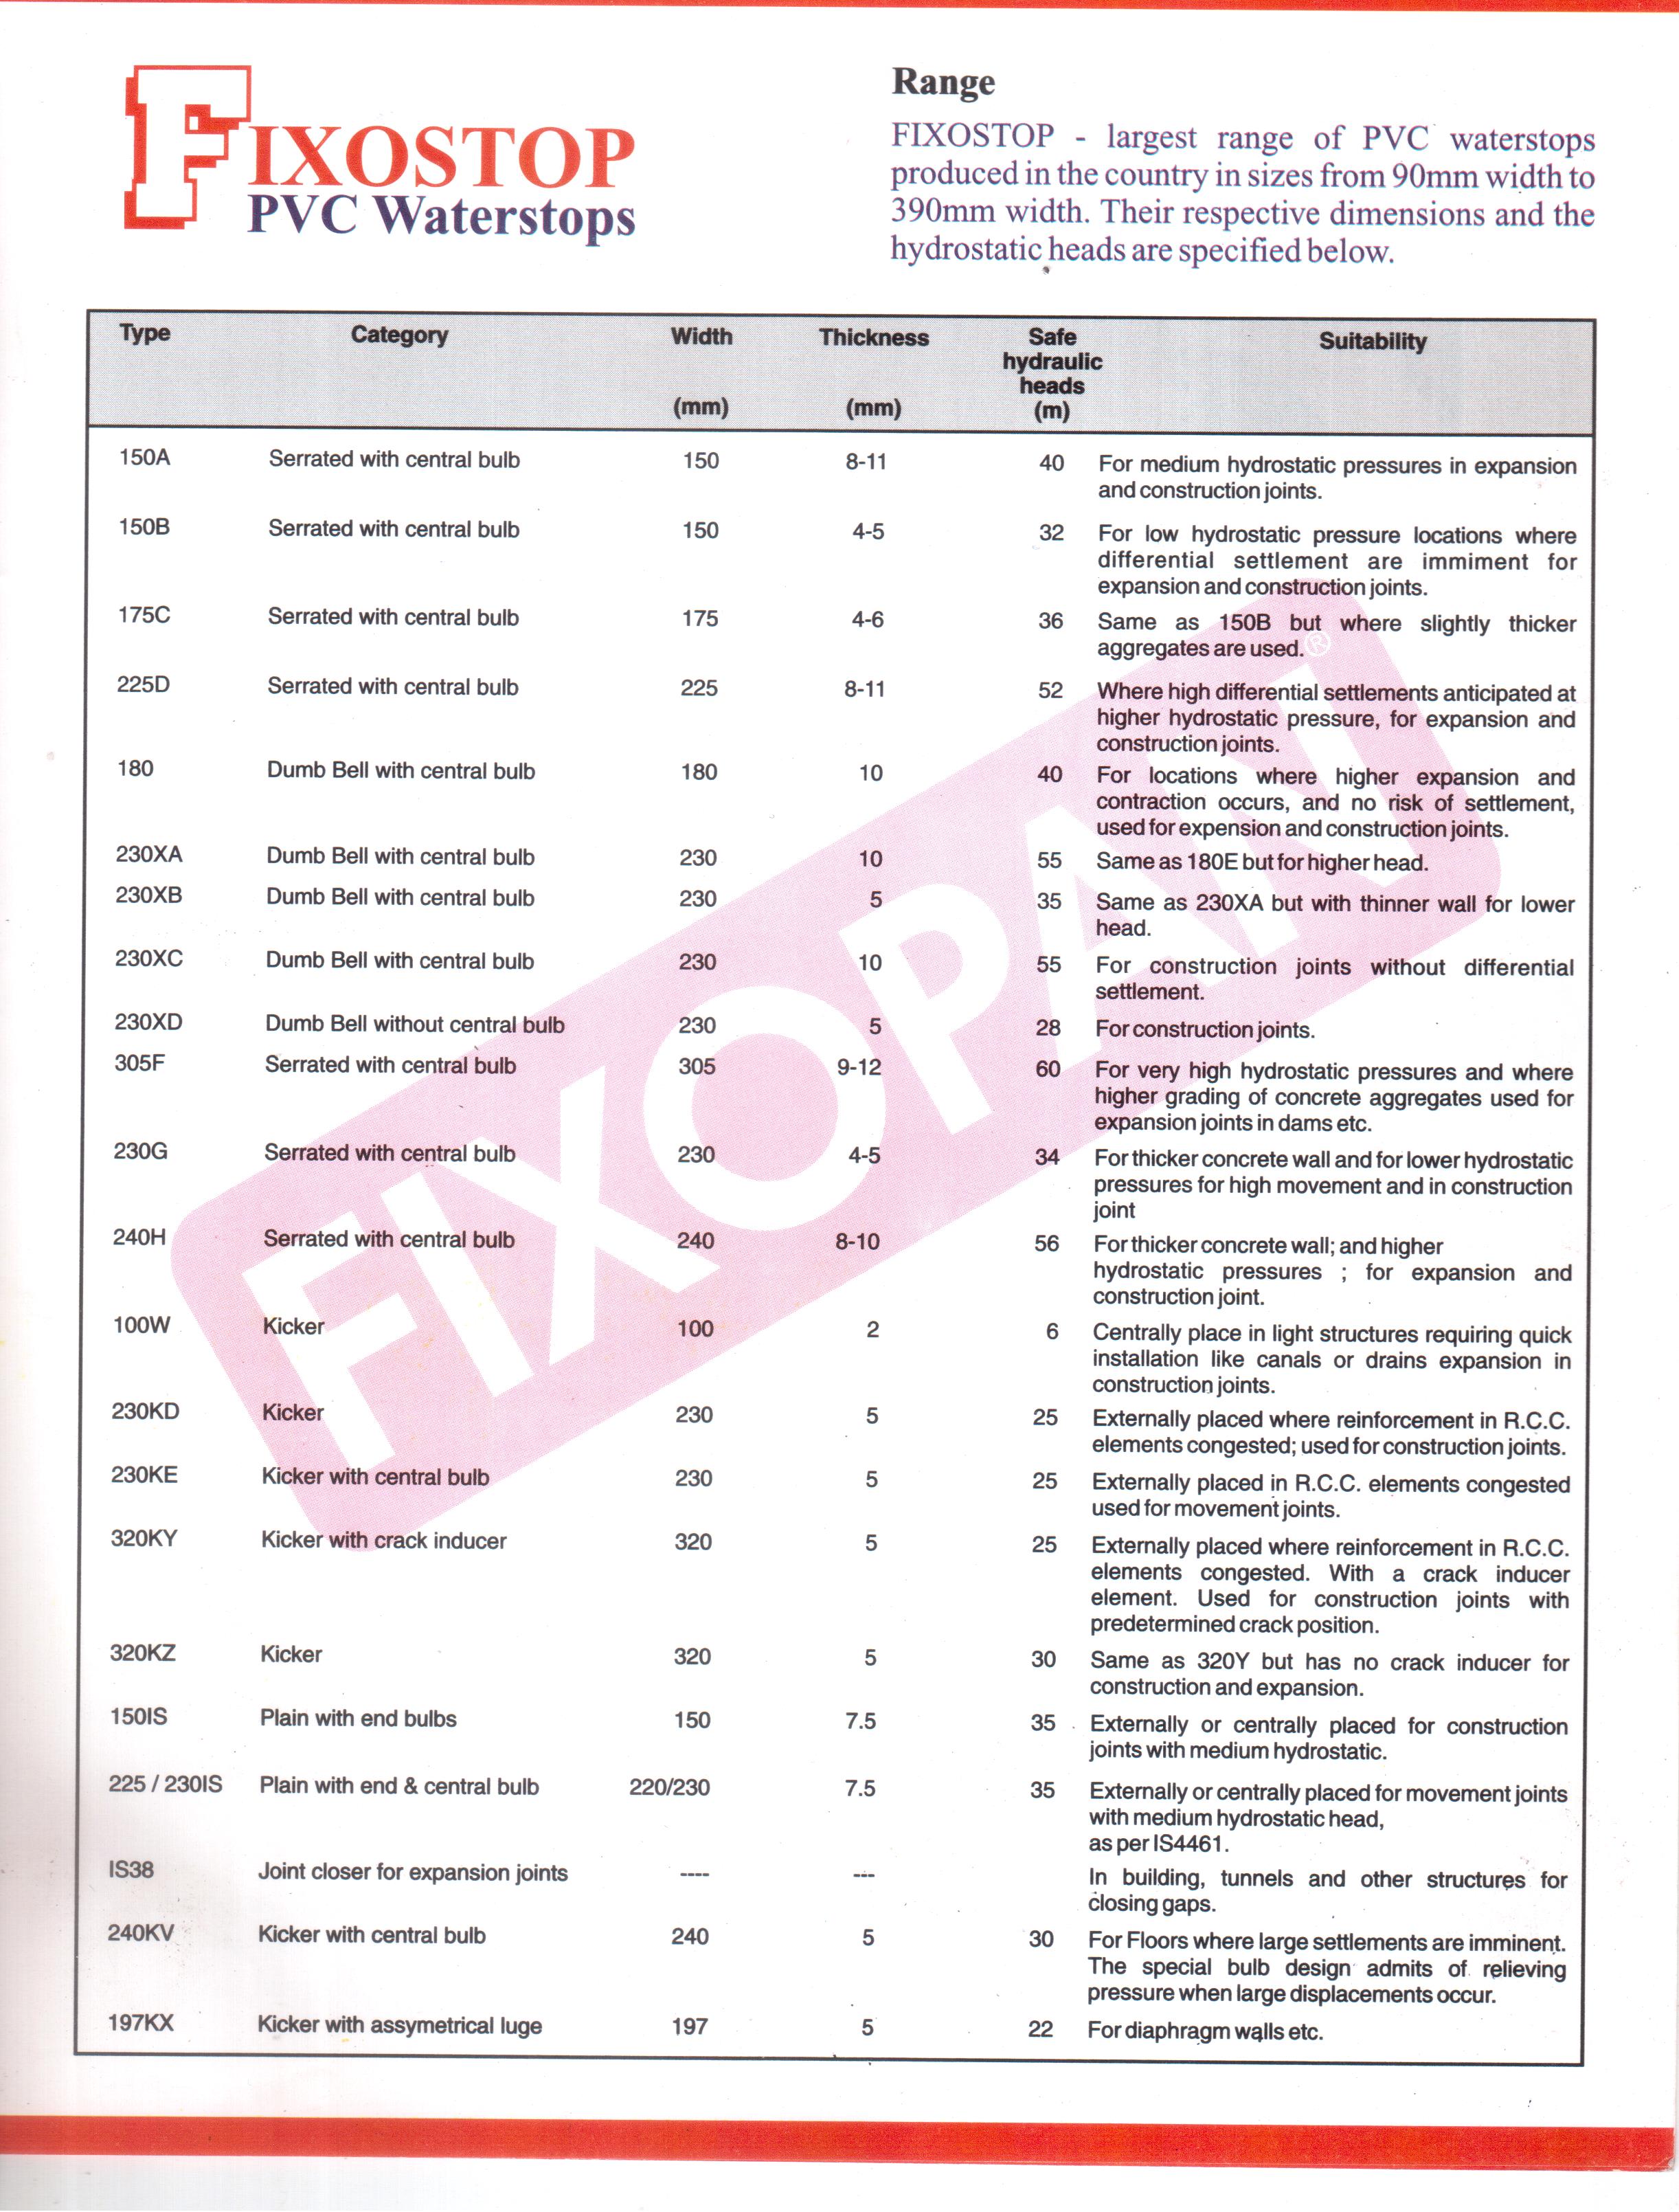 FIXOSTOP
PVC Waterstops
Range
FIXOSTOP - largest range of PVC waterstops
produced in the country in sizes from 90mm width to
390mm width. Their respective dimensions and the
hydrostatic heads are specified below.
Type Category Width (mm) Thickness (mm) Safe hydraulic heads (m) Suitability
150A Serrated with central bulb 150 8-11 40 For medium hydrostatic pressures in expansion
and construction joints.
150B Serrated with central bulb 150 4-5 32 For low hydrostatic pressure locations where
differential settlement are immiment for
expansion and construction joints.
175C Serrated with central bulb 175 4-6 36 Same as 150B but where slightly thicker
aggregates are used.
225D Serrated with central bulb 225 8-11 52 Where high differential settlements anticipated at
higher hydrostatic pressure, for expansion and
construction joints.
180 Dumb Bell with central bulb 180 10 40 For locations where higher expansion and
contraction occurs, and no risk of settlement,
used for expension and construction joints.
230XA Dumb Bell with central bulb 230 10 55 Same as 180E but for higher head.
230XB Dumb Bell with central bulb 230 5 35 Same as 230XA but with thinner wall for lower
head.
230XC Dumb Bell with central bulb 230 10 55 For construction joints without differential
settlement.
230XD Dumb Bell without central bulb 230 5 28 For construction joints.
305F Serrated with central bulb 305 9-12 60 For very high hydrostatic pressures and where
higher grading of concrete aggregates used for
expansion joints in dams etc.
230G Serrated with central bulb 230 4-5 34 For thicker concrete wall and for lower hydrostatic
pressures for high movement and in construction
joint
240H Serrated with central bulb 240 8-10 56 For thicker concrete wall; and higher
hydrostatic pressures ; for expansion and
construction joint.
100W Kicker 100 2 6 Centrally place in light structures requiring quick
installation like canals or drains expansion in
construction joints.
230KD Kicker 230 5 25 Externally placed where reinforcement in R.C.C.
elements congested; used for construction joints.
230KE Kicker with central bulb 230 5 25 Externally placed in R.C.C. elements congested
used for movement joints.
320KY Kicker with crack inducer 320 5 25 Externally placed where reinforcement in R.C.C.
elements congested. With a crack inducer
element. Used for construction joints with
predetermined crack position.
320KZ Kicker 320 5 30 Same as 320Y but has no crack inducer for
construction and expansion.
150IS Plain with end bulbs 150 7.5 35 Externally or centrally placed for construction
joints with medium hydrostatic.
225 / 230IS Plain with end & central bulb 220/230 7.5 35 Externally or centrally placed for movement joints
with medium hydrostatic head,
as per IS4461.
IS38 Joint closer for expansion joints ---- --- In building, tunnels and other structures for
closing gaps.
240KV Kicker with central bulb 240 5 30 For Floors where large settlements are imminent.
The special bulb design admits of relieving
pressure when large displacements occur.
197KX Kicker with assymetrical luge 197 5 22 For diaphragm walls etc.
FIXOPAN®